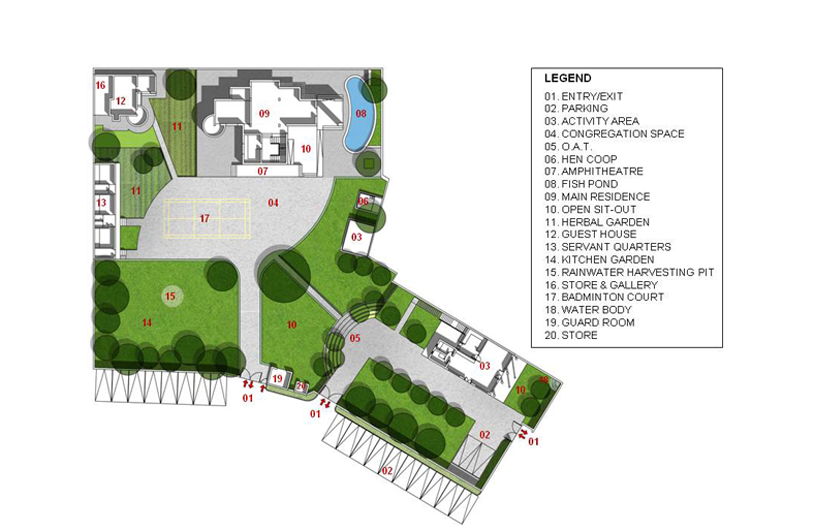 16
12
11
09
08
10
07
11
13
04
17
06
03
15
14
10
05
03
19
20
10
01
01
02
01
02
LEGEND
01. ENTRY/EXIT
02. PARKING
03. ACTIVITY AREA
04. CONGREGATION SPACE
05. O.A.T.
06. HEN COOP
07. AMPHITHEATRE
08. FISH POND
09. MAIN RESIDENCE
10. OPEN SIT-OUT
11. HERBAL GARDEN
12. GUEST HOUSE
13. SERVANT QUARTERS
14. KITCHEN GARDEN
15. RAINWATER HARVESTING PIT
16. STORE & GALLERY
17. BADMINTON COURT
18. WATER BODY
19. GUARD ROOM
20. STORE